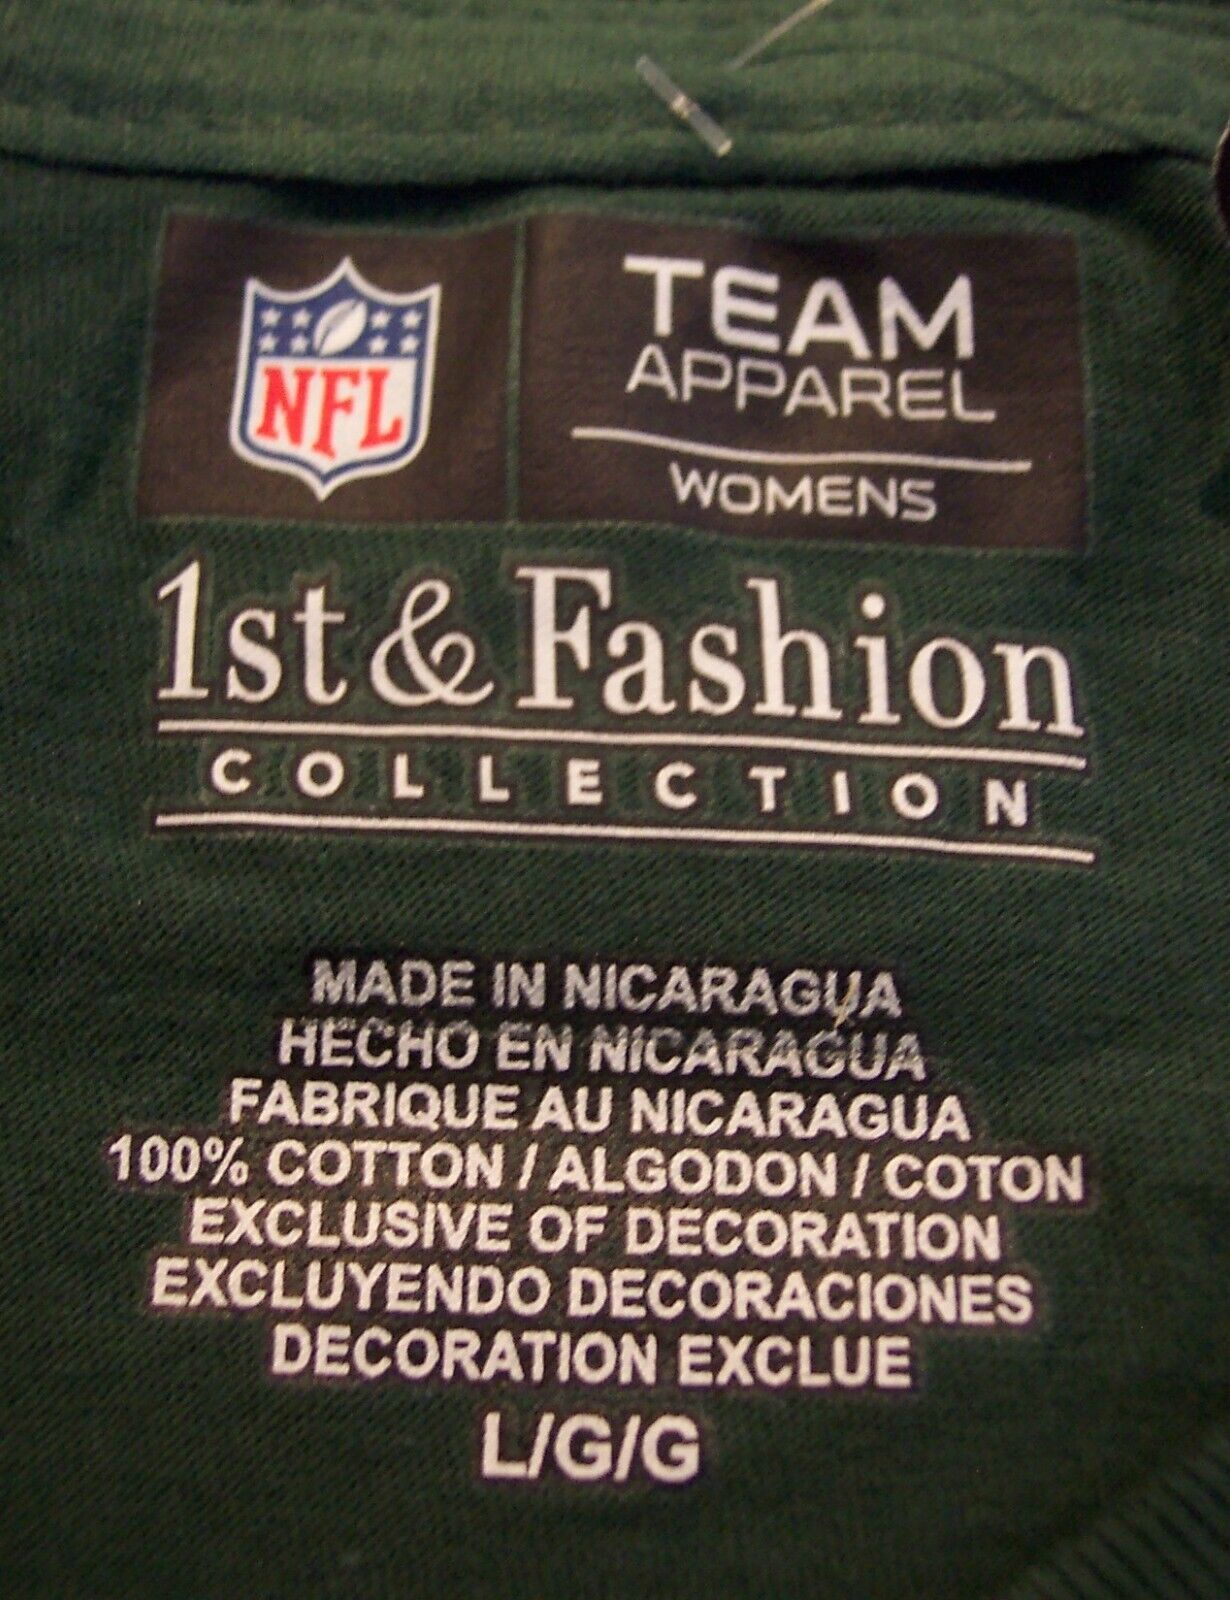 NFL
TEAM
APPAREL
WOMENS
1st & Fashion
COLLECTION
MADE IN NICARAGUA
HECHO EN NICARAGUA
FABRIQUE AU NICARAGUA
100% COTTON / ALGODON / COTON
EXCLUSIVE OF DECORATION
EXCLUYENDO DECORACIONES
DECORATION EXCLUE
L/G/G